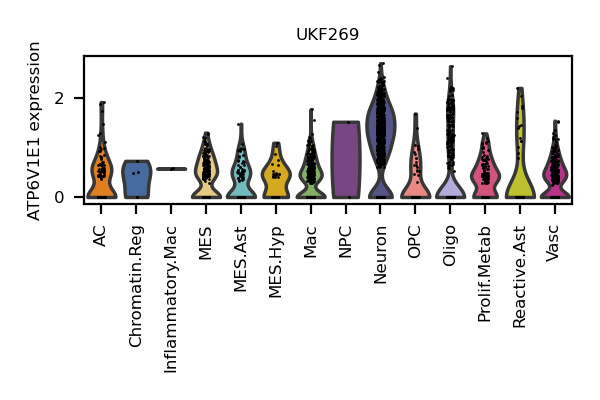 UKF269
ATP6V1E1 expression
2
0
AC
Chromatin.Reg
Inflammatory.Mac
MES
MES.Ast
MES.Hyp
Mac
NPC
Neuron
OPC
Oligo
Prolif.Metab
Reactive.Ast
Vasc